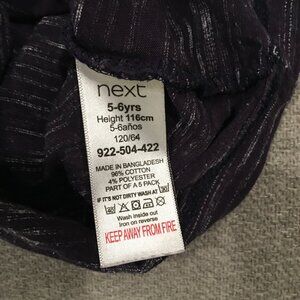 next
5-6yrs
Height 116cm
5-6años
120/64
922-504-422
MADE IN BANGLADESH
96% COTTON
4% POLYESTER
PART OF A 5 PACK
IF IT'S NOT DIRTY WASH AT
Wash inside out
Iron on reverse
KEEP AWAY FROM FIRE